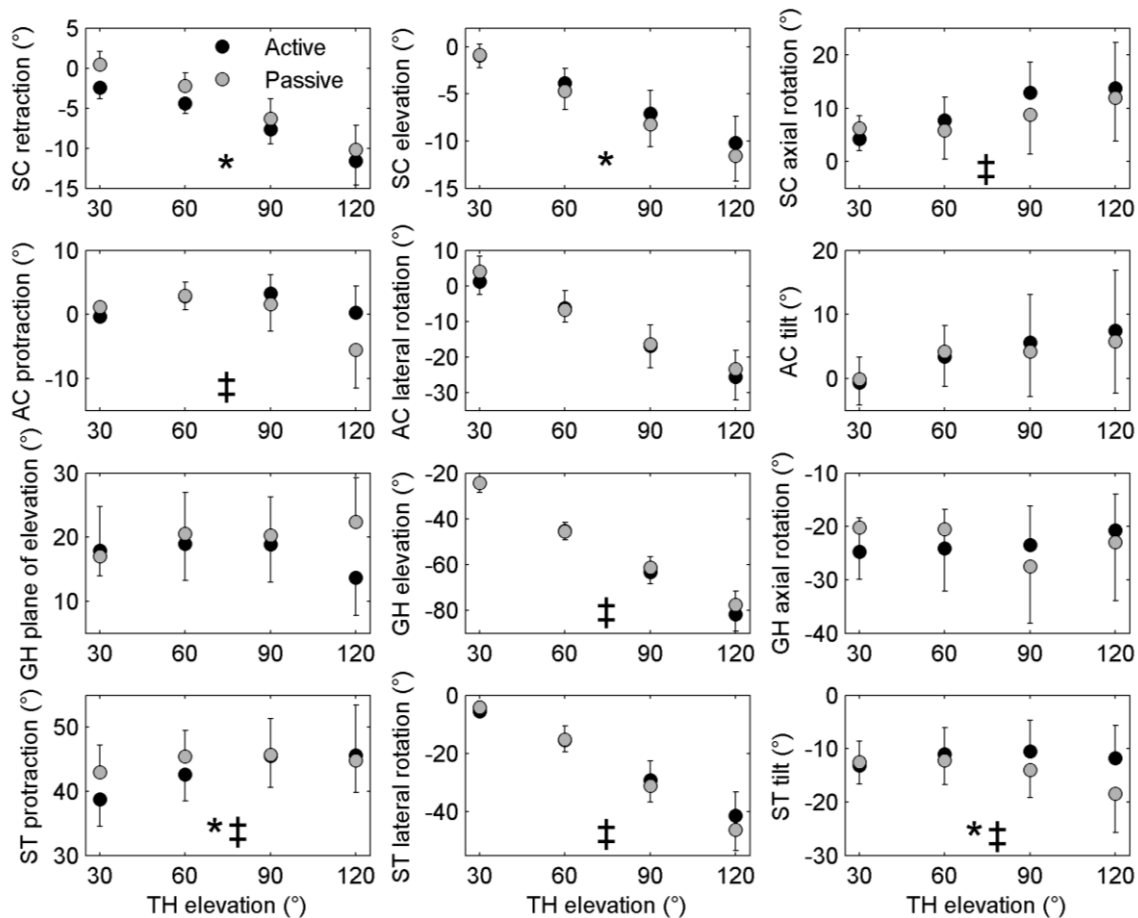 SC retraction (°)
5
0
-5
-10
-15
30 60 90 120
Active
Passive
*
SC elevation (°)
0
-5
-10
-15
30 60 90 120
*
SC axial rotation (°)
20
10
0
30 60 90 120
‡
AC protraction (°)
10
0
-10
30 60 90 120
‡
AC lateral rotation (°)
10
0
-10
-20
-30
30 60 90 120
AC tilt (°)
20
10
0
30 60 90 120
GH plane of elevation (°)
30
20
10
30 60 90 120
GH elevation (°)
-20
-40
-60
-80
30 60 90 120
‡
GH axial rotation (°)
-10
-20
-30
-40
30 60 90 120
ST protraction (°)
50
40
30
30 60 90 120
*‡
TH elevation (°)
ST lateral rotation (°)
0
-20
-40
30 60 90 120
‡
TH elevation (°)
ST tilt (°)
0
-10
-20
-30
30 60 90 120
*‡
TH elevation (°)